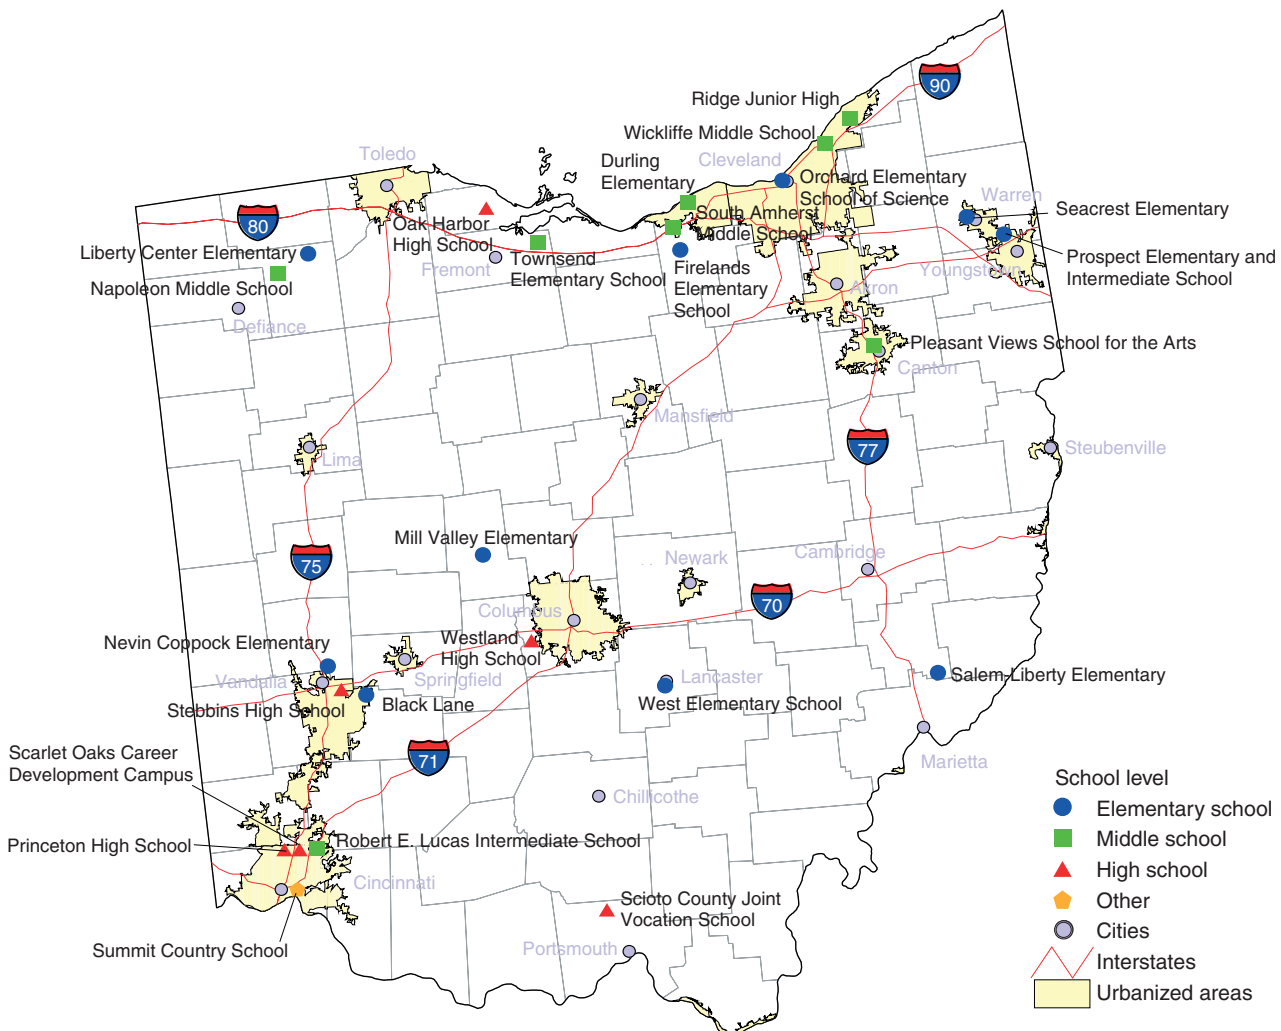 90
Ridge Junior High
Wickliffe Middle School
Toledo
Durling
Elementary
Cleveland
Orchard Elementary
School of Science
Warren
Seacrest Elementary
80
Oak Harbor
High School
South Amherst
Middle School
Liberty Center Elementary
Fremont
Townsend
Elementary School
Firelands
Elementary
School
Youngstown
Prospect Elementary and
Intermediate School
Napoleon Middle School
Akron
Defiance
Pleasant Views School for the Arts
Canton
Mansfield
77
Steubenville
Lima
Mill Valley Elementary
75
Newark
Cambridge
Columbus
70
Nevin Coppock Elementary
Westland
High School
Vandalia
Springfield
Lancaster
Salem-Liberty Elementary
Stebbins High School
Black Lane
West Elementary School
Scarlet Oaks Career
Development Campus
71
Marietta
Chillicothe
Princeton High School
Robert E. Lucas Intermediate School
Cincinnati
Scioto County Joint
Vocation School
Summit Country School
Portsmouth
School level
Elementary school
Middle school
High school
Other
Cities
Interstates
Urbanized areas